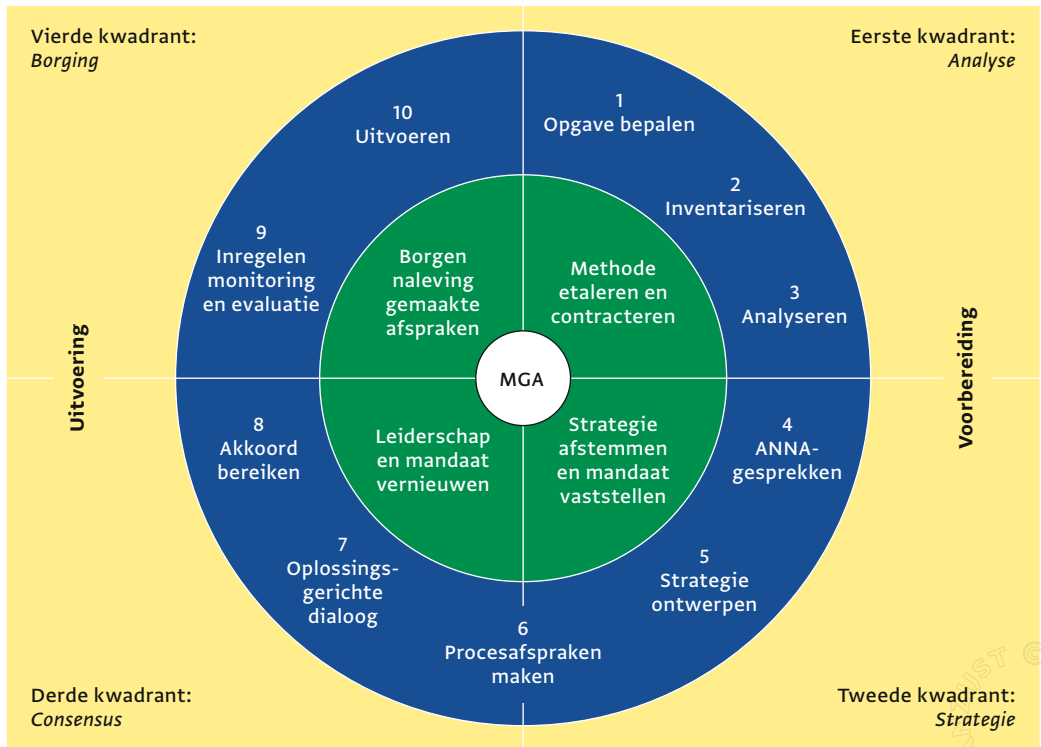 Vierde kwadrant:
Borging
Eerste kwadrant:
Analyse
10
Uitvoeren
1
Opgave bepalen
2
Inventariseren
9
Inregelen
monitoring
en evaluatie
3
Analyseren
Borgen
naleving
gemaakte
afspraken
Methode
etaleren en
contracteren
MGA
Uitvoering
Voorbereiding
Leiderschap
en mandaat
vernieuwen
Strategie
afstemmen
en mandaat
vaststellen
8
Akkoord
bereiken
4
ANNA-
gesprekken
7
Oplossings-
gerichte
dialoog
5
Strategie
ontwerpen
6
Procesafspraken
maken
Derde kwadrant:
Consensus
Tweede kwadrant:
Strategie